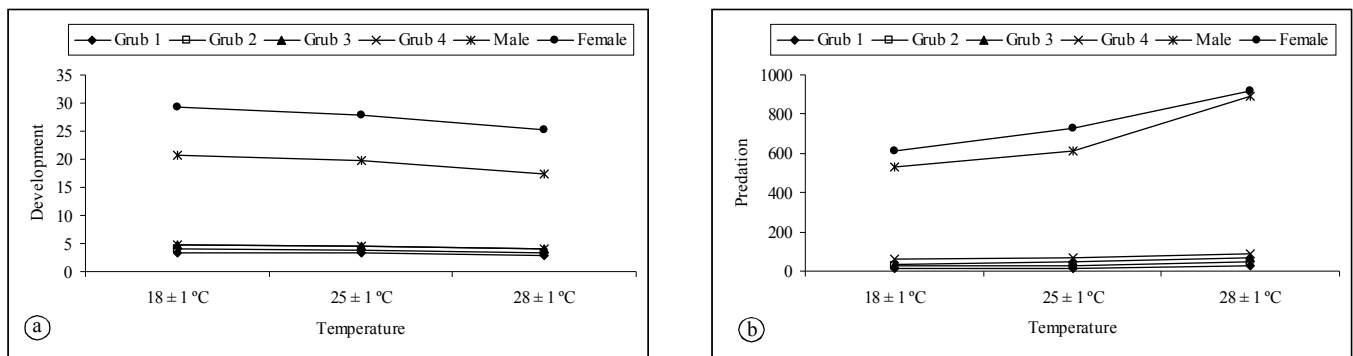 Grub 1 Grub 2 Grub 3 Grub 4 Male Female
35
30
25
20
15
10
5
0
Development
18 ± 1 ºC 25 ± 1 ºC 28 ± 1 ºC
Temperature
a
Grub 1 Grub 2 Grub 3 Grub 4 Male Female
1000
800
600
400
200
0
Predation
18 ± 1 ºC 25 ± 1 ºC 28 ± 1 ºC
Temperature
b